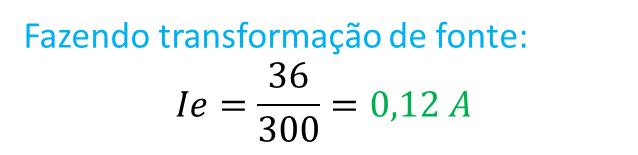 Fazendo transformação de fonte:
Ie = 36/300 = 0,12 A